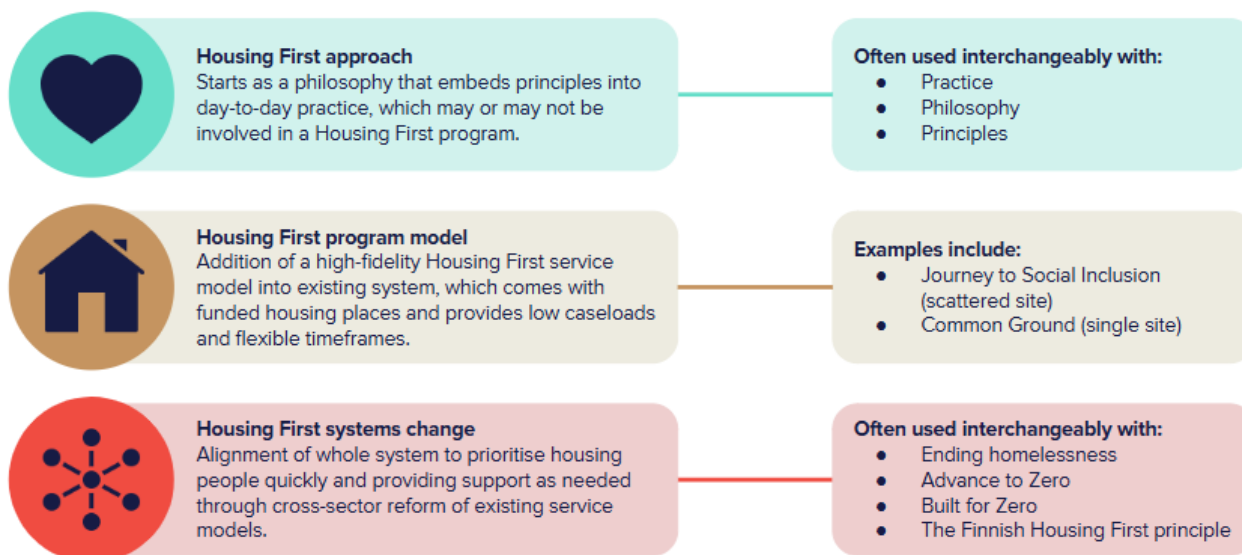 Housing First approach
Starts as a philosophy that embeds principles into
day-to-day practice, which may or may not be
involved in a Housing First program.
Often used interchangeably with:
● Practice
● Philosophy
● Principles
Housing First program model
Addition of a high-fidelity Housing First service
model into existing system, which comes with
funded housing places and provides low caseloads
and flexible timeframes.
Examples include:
● Journey to Social Inclusion
(scattered site)
● Common Ground (single site)
Housing First systems change
Alignment of whole system to prioritise housing
people quickly and providing support as needed
through cross-sector reform of existing service
models.
Often used interchangeably with:
● Ending homelessness
● Advance to Zero
● Built for Zero
● The Finnish Housing First principle